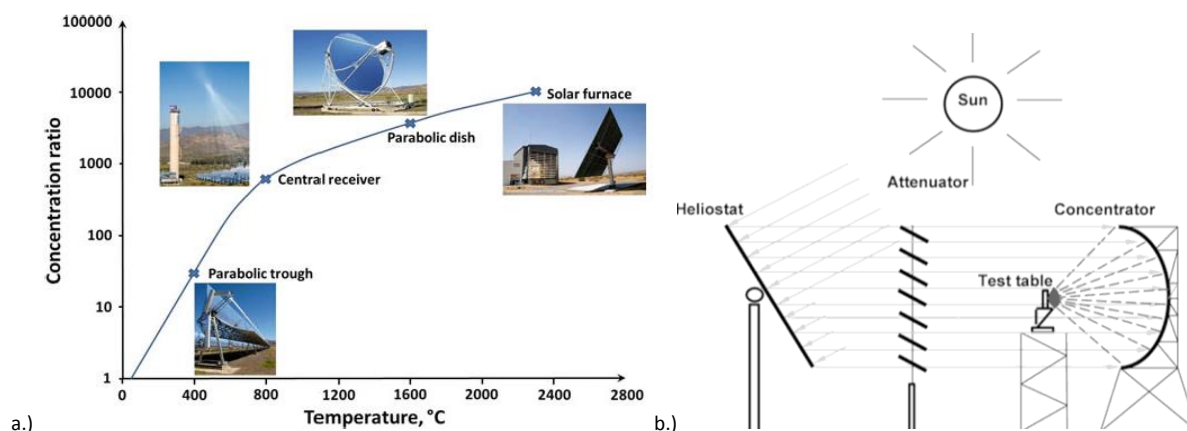 100000
10000
1000
100
10
1
Concentration ratio
0 400 800 1200 1600 2000 2400 2800
Temperature, °C
Parabolic trough
Central receiver
Parabolic dish
Solar furnace
a.)
Sun
Attenuator
Heliostat
Concentrator
Test table
b.)